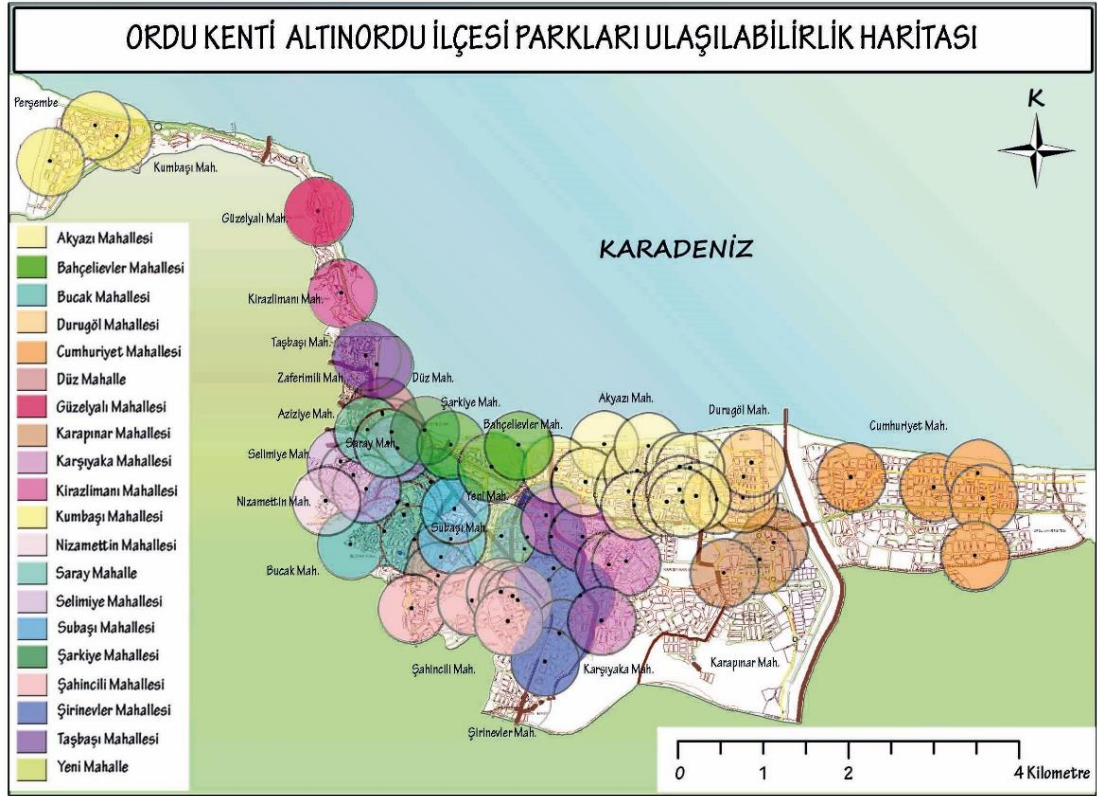 ORDU KENTİ ALTINORDU İLÇESİ PARKLARI ULAŞILABİLİRLİK HARİTASI
K
Perşembe
Kumbaşı Mah.
Güzelyalı Mah.
KARADENİZ
Kirazlimanı Mah.
Taşbaşı Mah.
Zaferimili Mah.
Düz Mah.
Aziziye Mah.
Şarkiye Mah.
Saray Mah.
Bahçelievler Mah.
Akyazı Mah.
Durugöl Mah.
Cumhuriyet Mah.
Selimiye Mah.
Nizamettin Mah.
Yeni Mah.
Subaşı Mah.
Bucak Mah.
Şahincili Mah.
Karşıyaka Mah.
Karapınar Mah.
Şirinevler Mah.
Akyazı Mahallesi
Bahçelievler Mahallesi
Bucak Mahallesi
Durugöl Mahallesi
Cumhuriyet Mahallesi
Düz Mahalle
Güzelyalı Mahallesi
Karapınar Mahallesi
Karşıyaka Mahallesi
Kirazlimanı Mahallesi
Kumbaşı Mahallesi
Nizamettin Mahallesi
Saray Mahalle
Selimiye Mahallesi
Subaşı Mahallesi
Şarkiye Mahallesi
Şahincili Mahallesi
Şirinevler Mahallesi
Taşbaşı Mahallesi
Yeni Mahalle
0 1 2 4 Kilometre